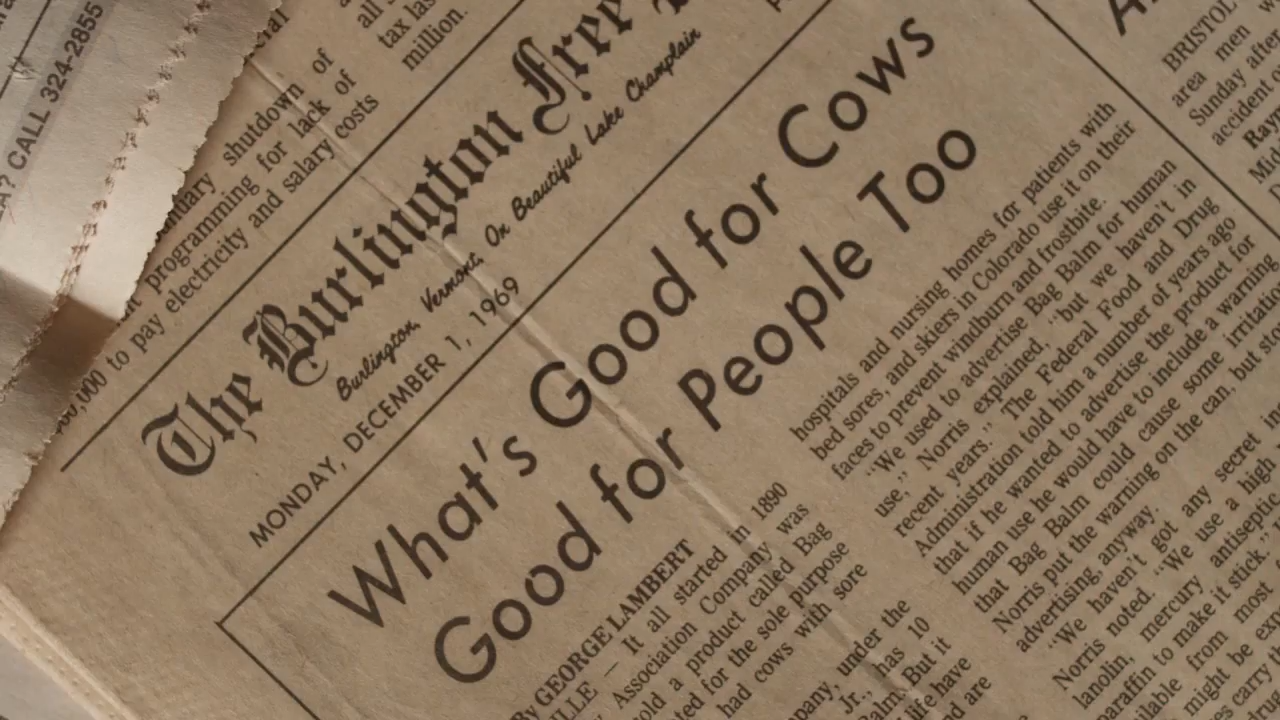 A? CALL 324-2855
all s
tax las
million.
shutdown of
programming for lack of
electricity and salary costs
to pay
The Burlington Free
Burlington, Vermont, On Beautiful Lake Champlain
MONDAY, DECEMBER 1, 1969
What's Good for Cows
Good for People Too
By GEORGE LAMBERT
ILLE — It all started in 1890
Association Company was
a product called Bag
for the sole purpose
had cows with sore
under the
Jr., has 10
But it
life have
and are
hospitals and nursing homes for patients with
bed sores, and skiers in Colorado use it on their
faces to prevent windburn and frostbite.
"We used to advertise Bag Balm for human
use," Norris explained, "but we haven't in
recent years." The Federal Food and Drug
Administration told him a number of years ago
that if he wanted to advertise the product for
human use he would have to include a warning
that Bag Balm could cause some
Norris put the warning on the can, but
advertising, anyway.
"We haven't got any secret
Norris noted. "We use a high
lanolin, mercury
to make it stick."
from most
might be
BRISTOL
area men
Sunday
accident